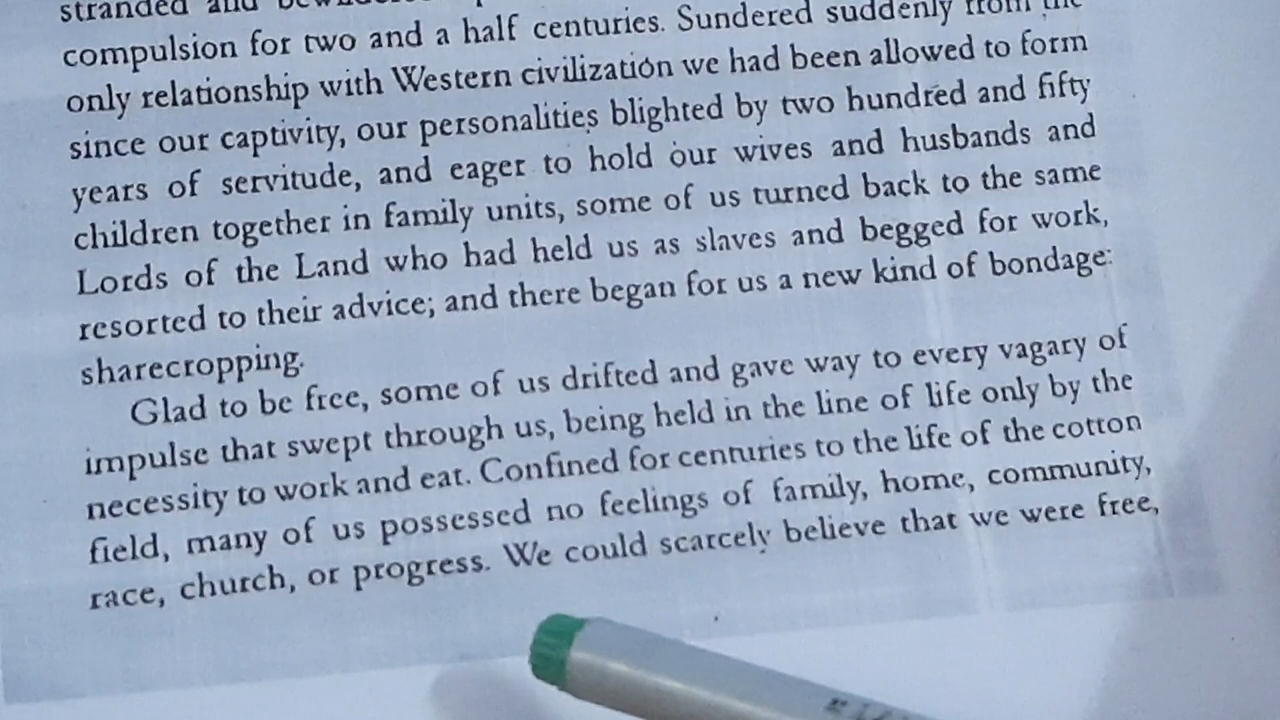 stranded and
compulsion for two and a half centuries. Sundered suddenly from the
only relationship with Western civilization we had been allowed to form
since our captivity, our personalities blighted by two hundred and fifty
years of servitude, and eager to hold our wives and husbands and
children together in family units, some of us turned back to the same
Lords of the Land who had held us as slaves and begged for work,
resorted to their advice; and there began for us a new kind of bondage:
sharecropping.
Glad to be free, some of us drifted and gave way to every vagary of
impulse that swept through us, being held in the line of life only by the
necessity to work and eat. Confined for centuries to the life of the cotton
field, many of us possessed no feelings of family, home, community,
race, church, or progress. We could scarcely believe that we were free,